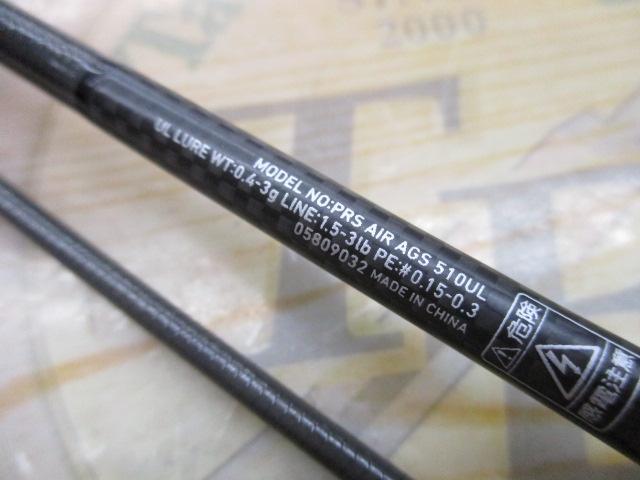 MODEL NO:PRS AIR AGS 510UL
UL LURE WT:0.4-3g LINE:1.5-3lb PE:#0.15-0.3
05809032 MADE IN CHINA
危険
感電注意
2000